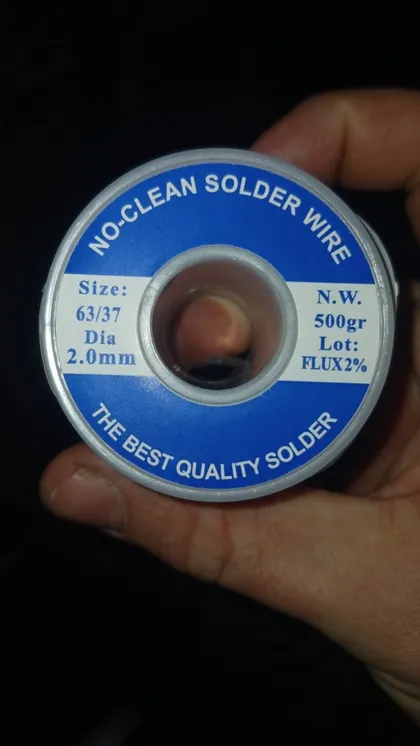 NO-CLEAN SOLDER WIRE
Size:
63/37
Dia
2.0mm
N.W.
500gr
Lot:
FLUX2%
THE BEST QUALITY SOLDER